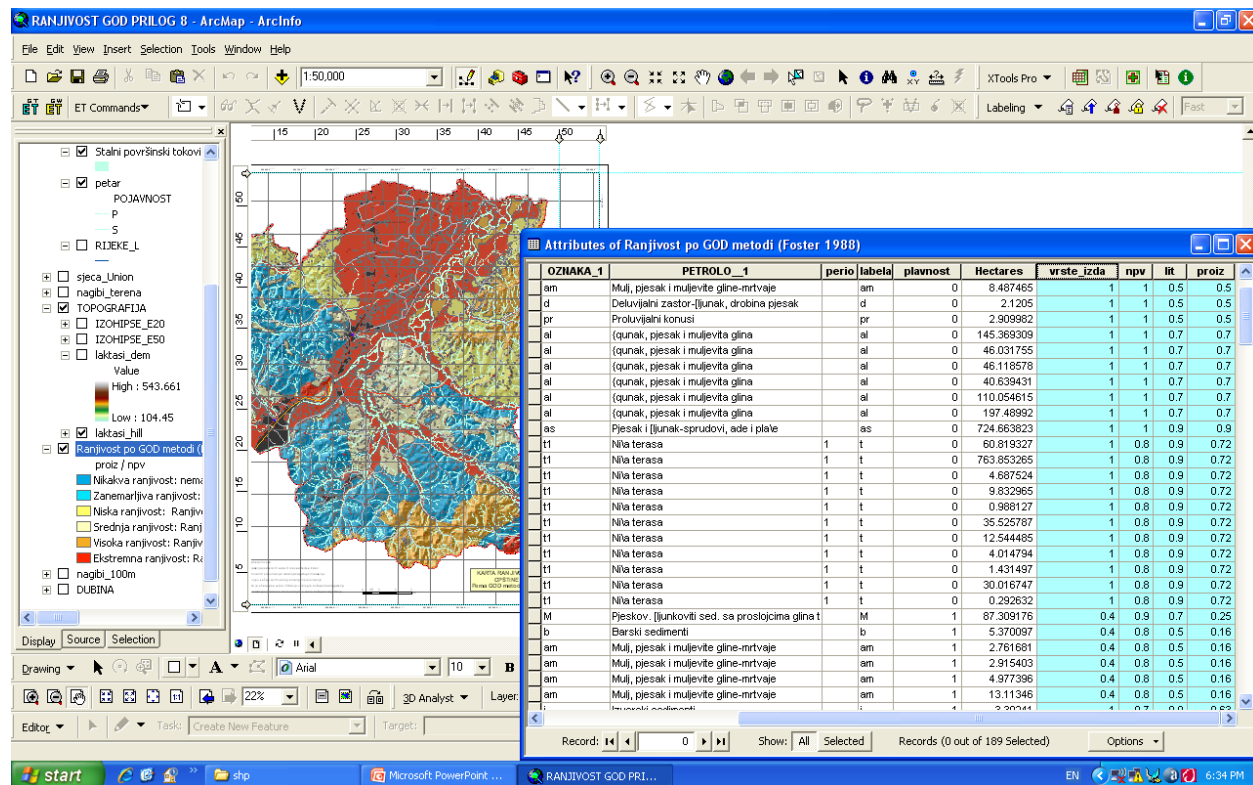 RANJIVOST GOD PRILOG 8 - ArcMap - ArcInfo
File Edit View Insert Selection Tools Window Help
1:50,000 XTools Pro
ET Commands Labeling Fast
Stalni površinski tokovi
petar
POJAVNOST
P
S
RIJEKE_L
sjeca_Union
nagibi_terena
TOPOGRAFIJA
IZOHIPSE_E20
IZOHIPSE_E50
laktasi_dem
Value
High : 543.661
Low : 104.45
laktasi_hill
Ranjivost po GOD metodi (
proiz / npv
Nikakva ranjivost: nema
Zanemarljiva ranjivost:
Niska ranjivost: Ranjiv
Srednja ranjivost: Ranj
Visoka ranjivost: Ranjiv
Ekstremna ranjivost: Ra
nagibi_100m
DUBINA
Display Source Selection
15 20 25 30 35 40 45 50
50
45
40
35
30
25
20
15
10
5
KARTA RANJIV
OPŠTINE
Attributes of Ranjivost po GOD metodi (Foster 1988)
OZNAKA_1 PETROLO__1 perio labela plavnost Hectares vrste_izda npv lit proiz
am Mulj, pjesak i muljevite gline-mrtvaje am 0 8.487465 1 1 0.5 0.5
d Deluvijalni zastor-[ljunak, drobina pjesak d 0 2.1205 1 1 0.5 0.5
pr Proluvijalni konusi pr 0 2.909982 1 1 0.5 0.5
al {qunak, pjesak i muljevita glina al 0 145.369309 1 1 0.7 0.7
al {qunak, pjesak i muljevita glina al 0 46.031755 1 1 0.7 0.7
al {qunak, pjesak i muljevita glina al 0 46.118578 1 1 0.7 0.7
al {qunak, pjesak i muljevita glina al 0 40.639431 1 1 0.7 0.7
al {qunak, pjesak i muljevita glina al 0 110.054615 1 1 0.7 0.7
al {qunak, pjesak i muljevita glina al 0 197.48992 1 1 0.7 0.7
as Pjesak i [ljunak-sprudovi, ade i pla\e as 0 724.663823 1 1 0.9 0.9
t1 Ni\a terasa 1 t 0 60.819327 1 0.8 0.9 0.72
t1 Ni\a terasa 1 t 0 763.853265 1 0.8 0.9 0.72
t1 Ni\a terasa 1 t 0 4.687524 1 0.8 0.9 0.72
t1 Ni\a terasa 1 t 0 9.832965 1 0.8 0.9 0.72
t1 Ni\a terasa 1 t 0 0.988127 1 0.8 0.9 0.72
t1 Ni\a terasa 1 t 0 35.525787 1 0.8 0.9 0.72
t1 Ni\a terasa 1 t 0 12.544485 1 0.8 0.9 0.72
t1 Ni\a terasa 1 t 0 4.014794 1 0.8 0.9 0.72
t1 Ni\a terasa 1 t 0 1.431497 1 0.8 0.9 0.72
t1 Ni\a terasa 1 t 0 30.016747 1 0.8 0.9 0.72
t1 Ni\a terasa 1 t 0 0.292632 1 0.8 0.9 0.72
M Pjeskov. [ljunkoviti sed. sa proslojcima glina t M 1 87.309176 0.4 0.9 0.7 0.25
b Barski sedimenti b 1 5.370097 0.4 0.8 0.5 0.16
am Mulj, pjesak i muljevite gline-mrtvaje am 1 2.761681 0.4 0.8 0.5 0.16
am Mulj, pjesak i muljevite gline-mrtvaje am 1 2.915403 0.4 0.8 0.5 0.16
am Mulj, pjesak i muljevite gline-mrtvaje am 1 4.977396 0.4 0.8 0.5 0.16
am Mulj, pjesak i muljevite gline-mrtvaje am 1 13.11346 0.4 0.8 0.5 0.16
Record: 0 Show: All Selected Records (0 out of 189 Selected) Options
Drawing A Arial 10 B
22% 3D Analyst Layer:
Editor Task: Create New Feature Target:
start shp Microsoft PowerPoint ... RANJIVOST GOD PRI... EN 6:34 PM